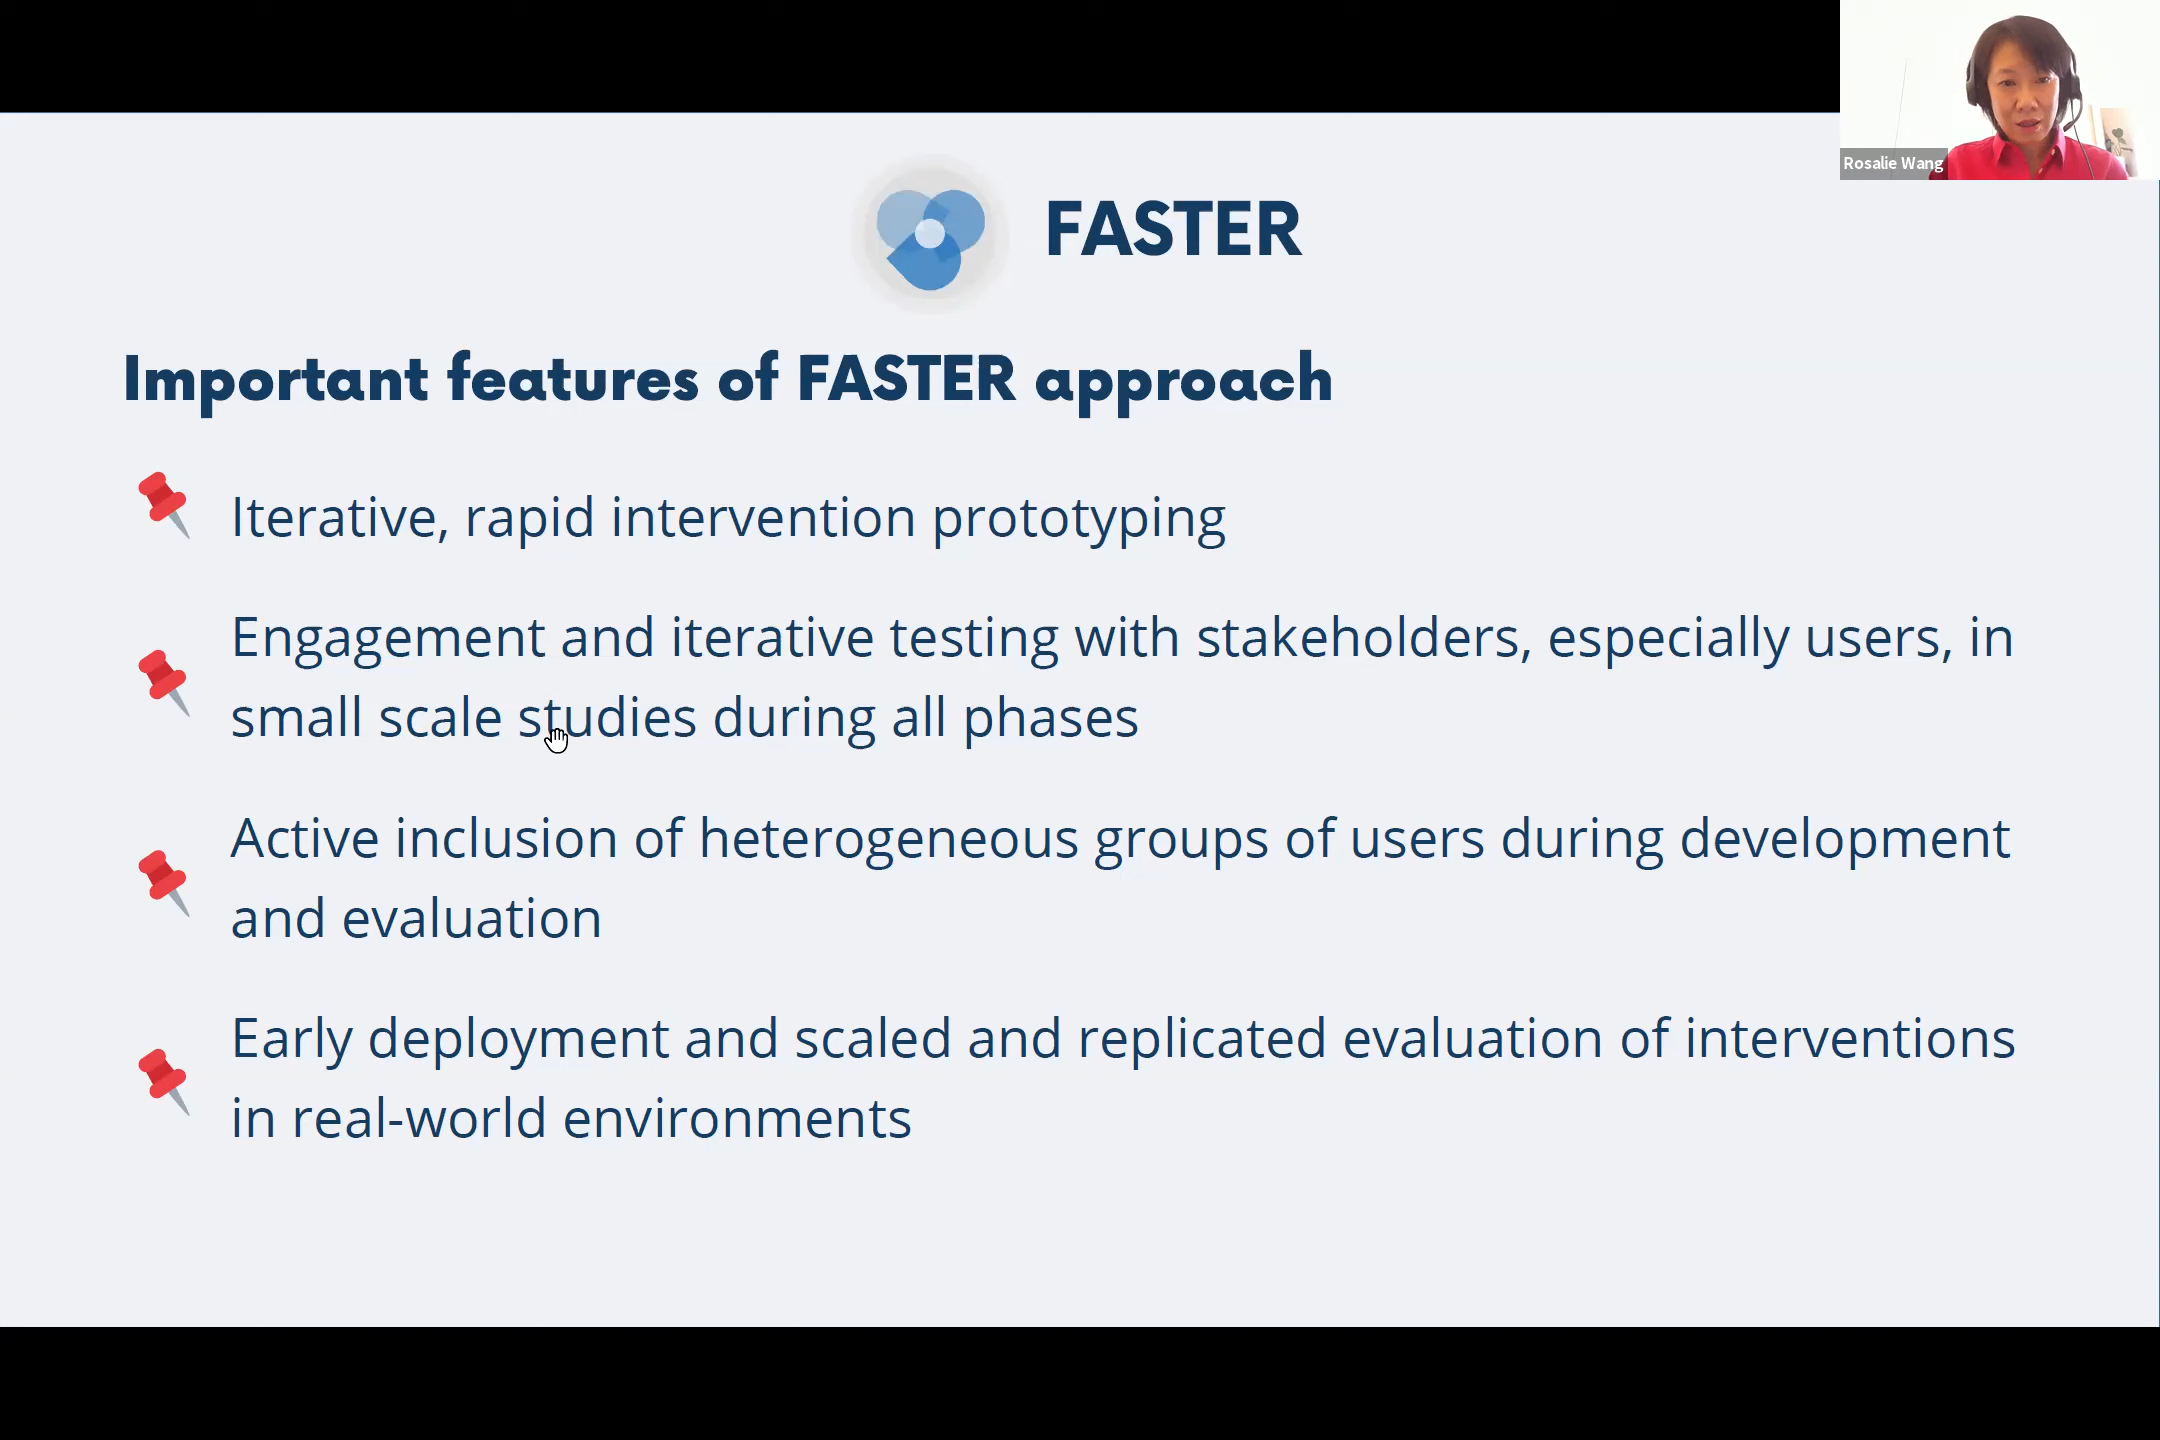 Rosalie Wang
FASTER
Important features of FASTER approach
Iterative, rapid intervention prototyping
Engagement and iterative testing with stakeholders, especially users, in
small scale studies during all phases
Active inclusion of heterogeneous groups of users during development
and evaluation
Early deployment and scaled and replicated evaluation of interventions
in real-world environments